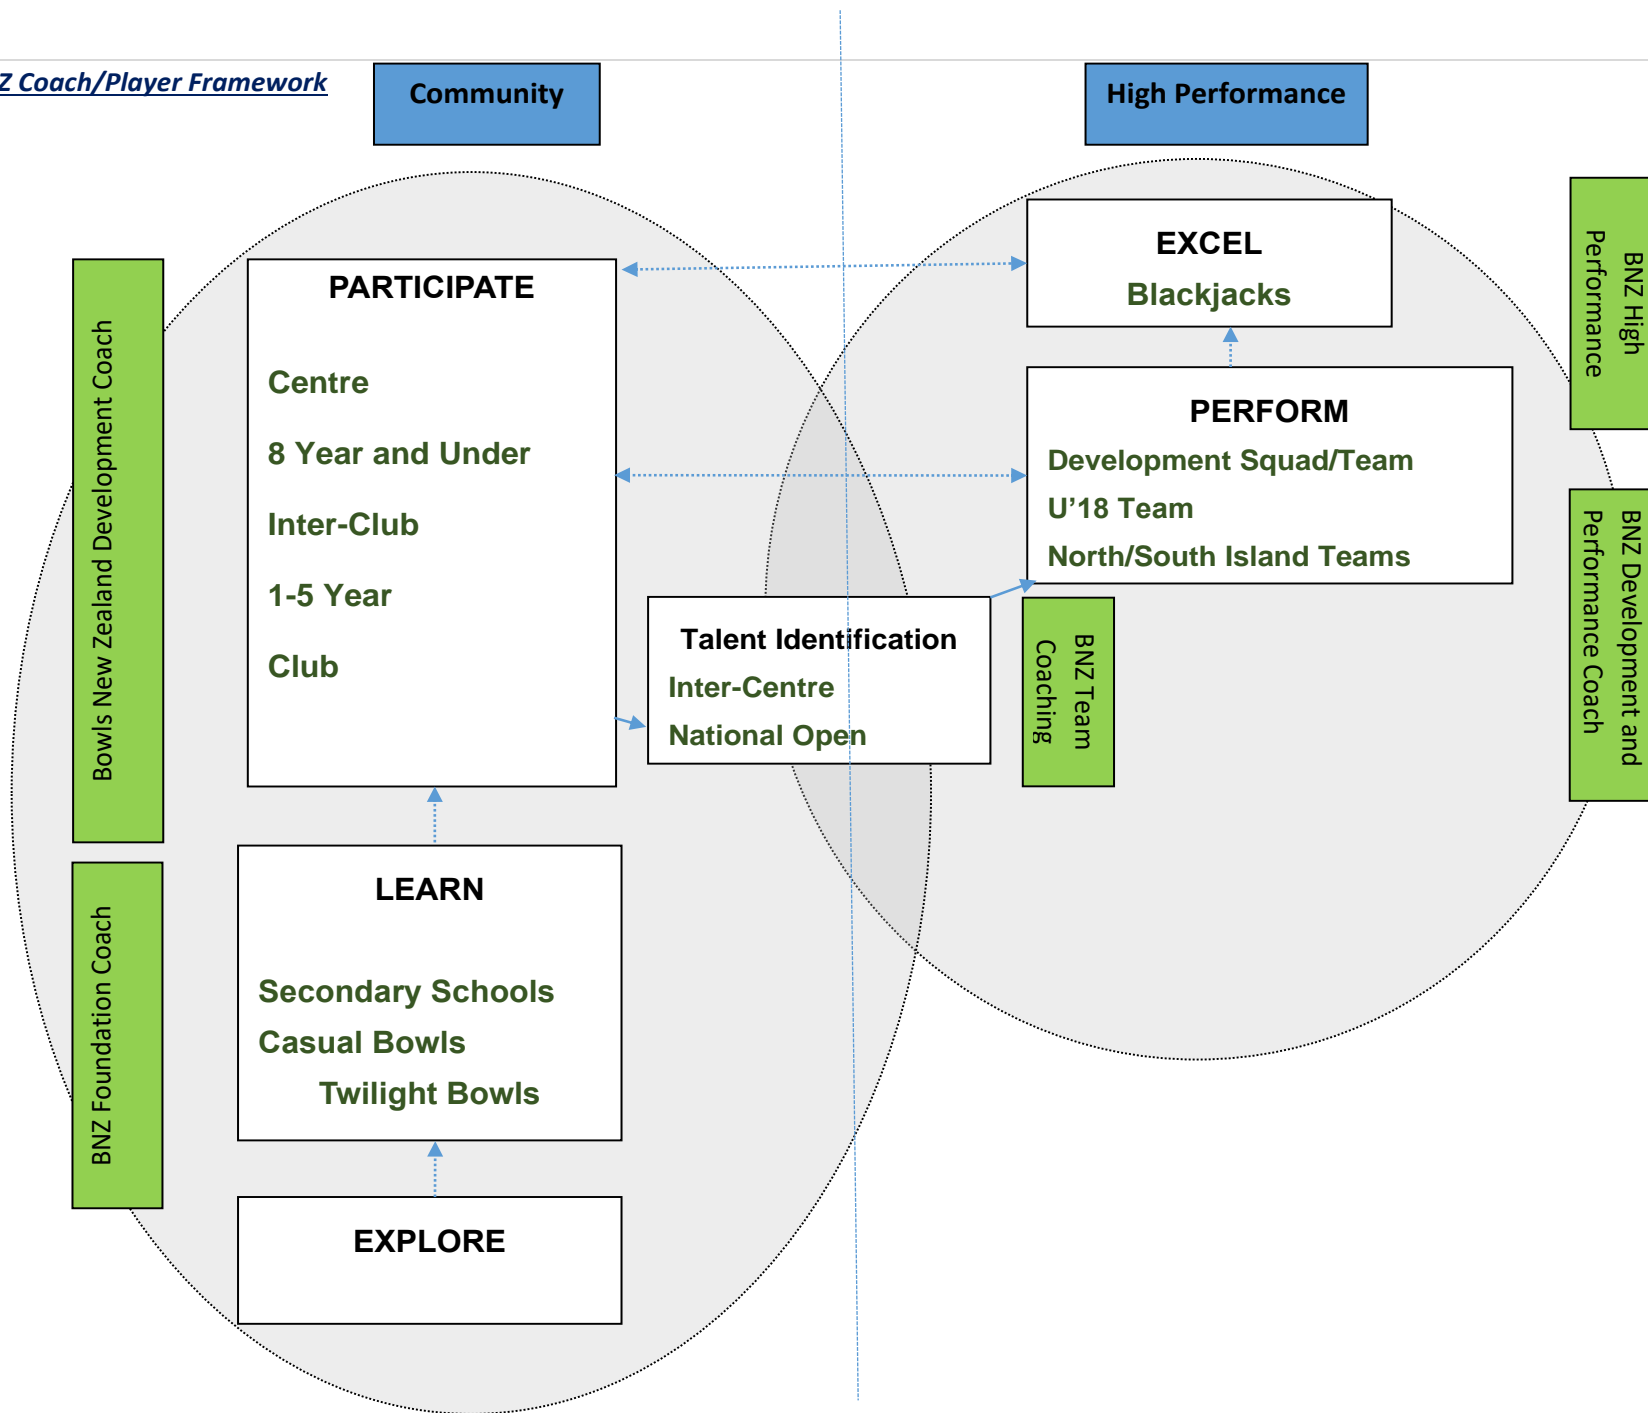 Z Coach/Player Framework
Community
High Performance
Bowls New Zealand Development Coach
BNZ Foundation Coach
PARTICIPATE
Centre
8 Year and Under
Inter-Club
1-5 Year
Club
LEARN
Secondary Schools
Casual Bowls
Twilight Bowls
EXPLORE
Talent Identification
Inter-Centre
National Open
EXCEL
Blackjacks
PERFORM
Development Squad/Team
U’18 Team
North/South Island Teams
BNZ Team
Coaching
BNZ High
Performance
BNZ Development and
Performance Coach